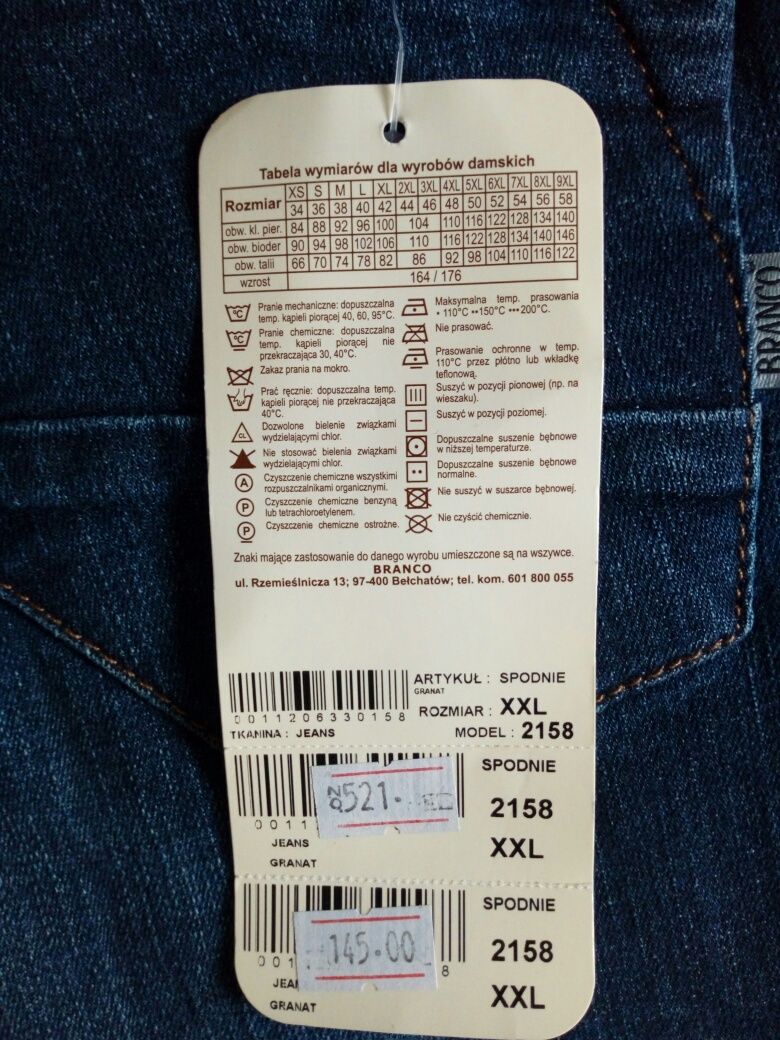 Tabela wymiarów dla wyrobów damskich
Rozmiar XS S M L XL 2XL 3XL 4XL 5XL 6XL 7XL 8XL 9XL
34 36 38 40 42 44 46 48 50 52 54 56 58
obw. kl. pier. 84 88 92 96 100 104 110 116 122 128 134 140
obw. bioder 90 94 98 102 106 110 116 122 128 134 140 146
obw. talii 66 70 74 78 82 86 92 98 104 110 116 122
wzrost 164 / 176
°C Pranie mechaniczne: dopuszczalna
temp. kąpieli piorącej 40, 60, 95°C.
°C Pranie chemiczne: dopuszczalna
temp. kąpieli piorącej nie
przekraczająca 30, 40°C.
Zakaz prania na mokro.
Prać ręcznie: dopuszczalna temp.
kąpieli piorącej nie przekraczająca
40°C.
CL Dozwolone bielenie związkami
wydzielającymi chlor.
Nie stosować bielenia związkami
wydzielającymi chlor.
A Czyszczenie chemiczne wszystkimi
rozpuszczalnikami organicznymi.
P Czyszczenie chemiczne benzyną
lub tetrachloroetylenem.
P Czyszczenie chemiczne ostrożne.
Maksymalna temp. prasowania
• 110°C ••150°C •••200°C.
Nie prasować.
Prasowanie ochronne w temp.
110°C przez płótno lub wkładkę
teflonową.
Suszyć w pozycji pionowej (np. na
wieszaku).
Suszyć w pozycji poziomej.
Dopuszczalne suszenie bębnowe
w niższej temperaturze.
Dopuszczalne suszenie bębnowe
normalne.
Nie suszyć w suszarce bębnowej.
Nie czyścić chemicznie.
Znaki mające zastosowanie do danego wyrobu umieszczone są na wszywce.
BRANCO
ul. Rzemieślnicza 13; 97-400 Bełchatów; tel. kom. 601 800 055
BRANCO
ARTYKUŁ : SPODNIE
GRANAT
0011206330158
ROZMIAR : XXL
TKANINA : JEANS
MODEL : 2158
SPODNIE
521.
2158
0011
JEANS
XXL
GRANAT
SPODNIE
145.00
2158
001 8
XXL
GRANAT